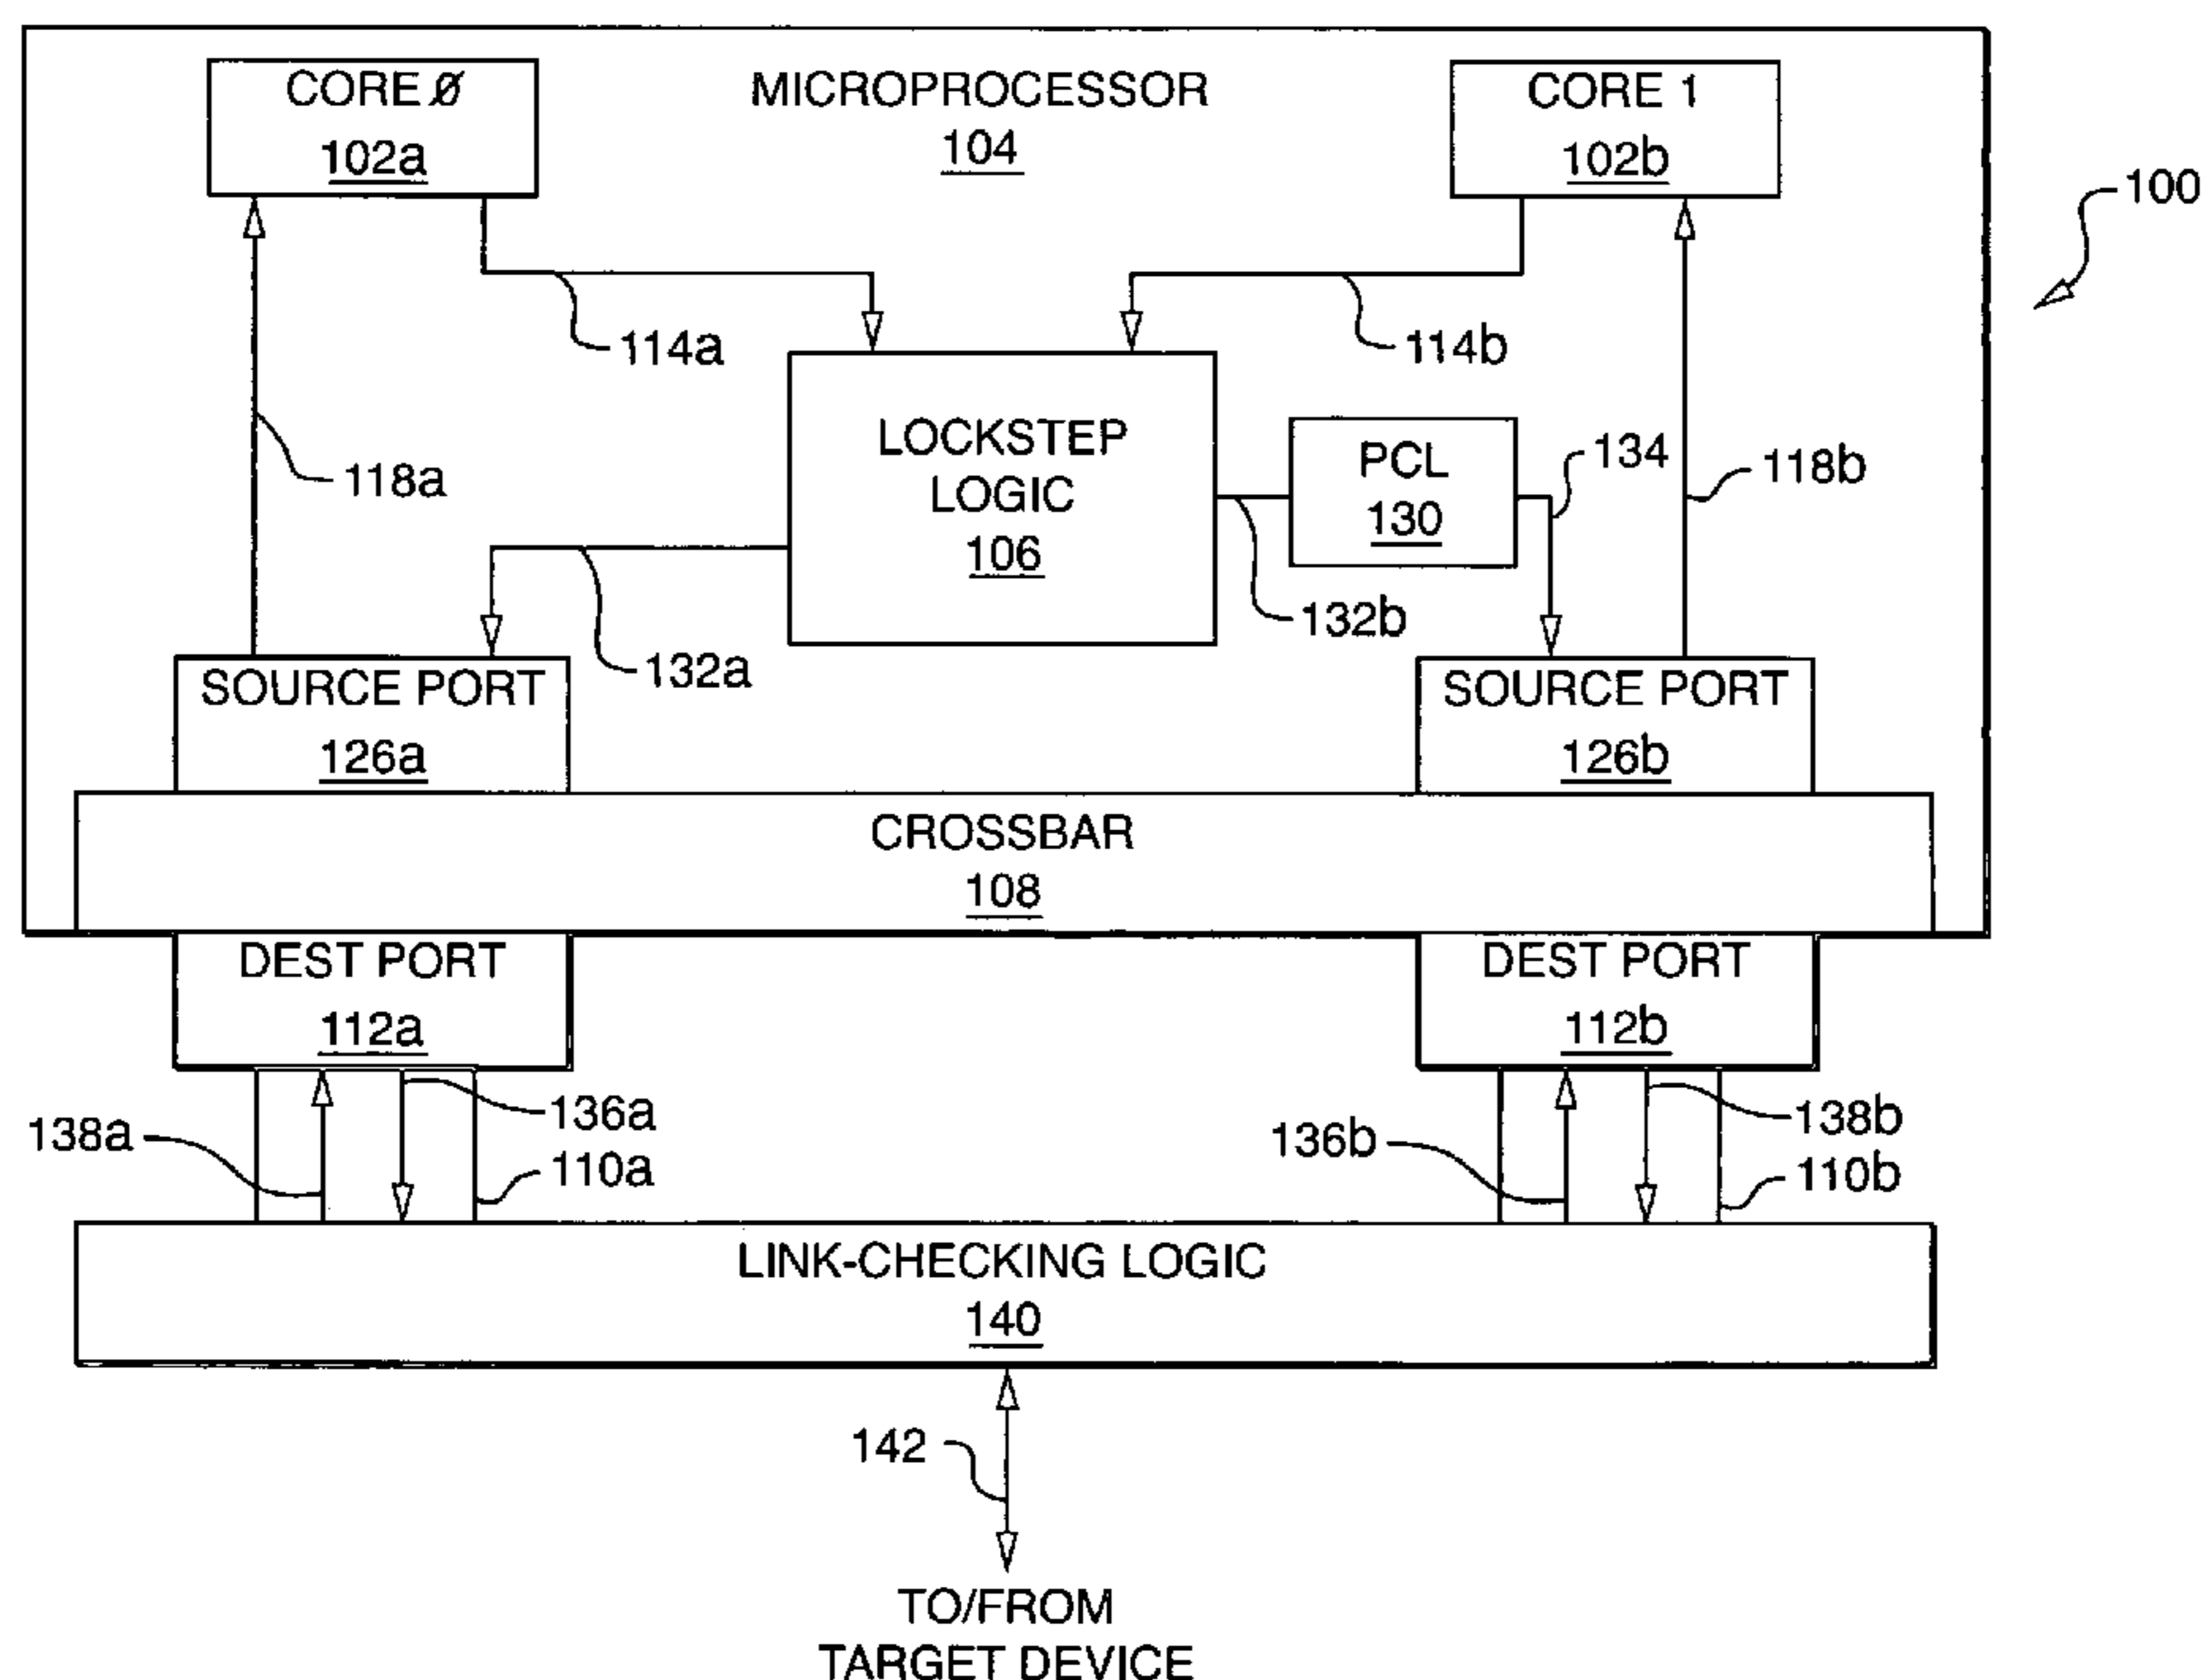 CORE Ø
102a
MICROPROCESSOR
104
CORE 1
102b
100
114a
114b
LOCKSTEP
LOGIC
106
PCL
130
134
118a
118b
132b
132a
SOURCE PORT
126a
SOURCE PORT
126b
CROSSBAR
108
DEST PORT
112a
DEST PORT
112b
138a
136a
110a
136b
138b
110b
LINK-CHECKING LOGIC
140
142
TO/FROM
TARGET DEVICE